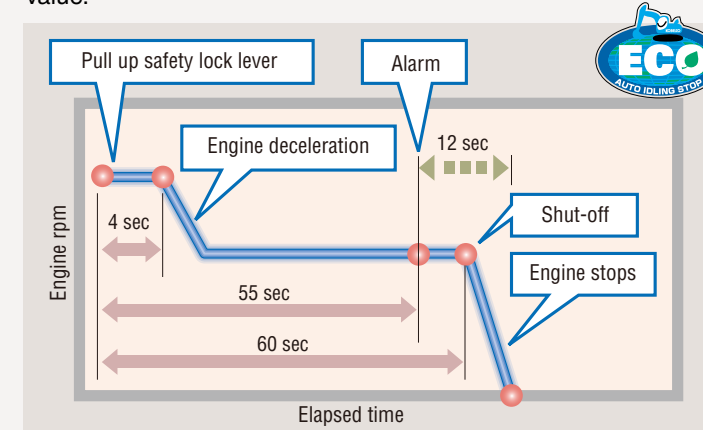 value.
Pull up safety lock lever
Alarm
ECO
AUTO IDLING STOP
Engine deceleration
12 sec
4 sec
Shut-off
Engine rpm
Engine stops
55 sec
60 sec
Elapsed time